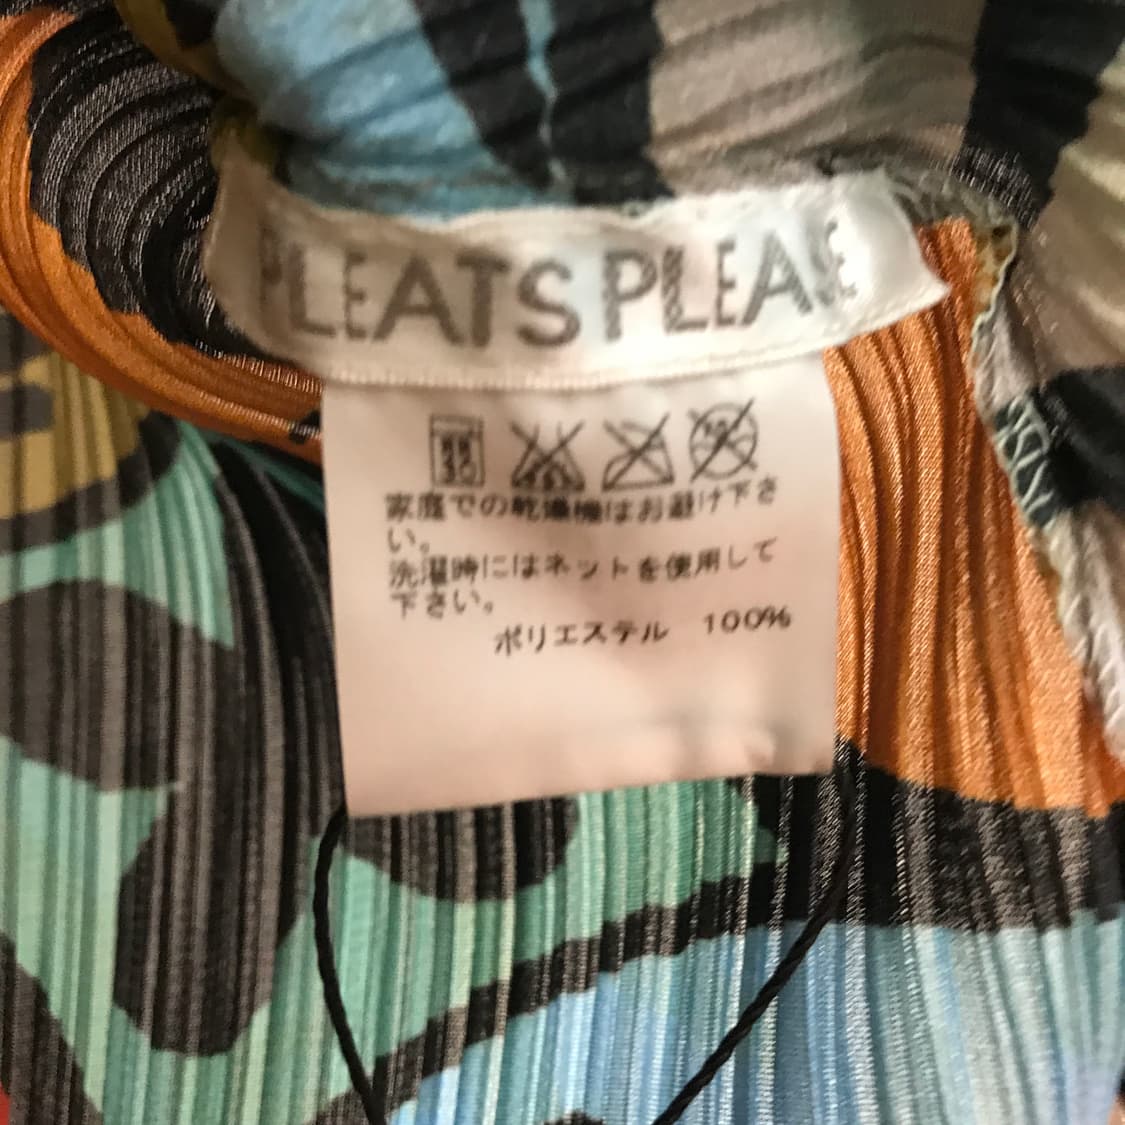 PLEATS PLEAS
家庭での乾燥機はお避け下さ
い。
洗濯時にはネットを使用して
下さい。
ポリエステル 100%